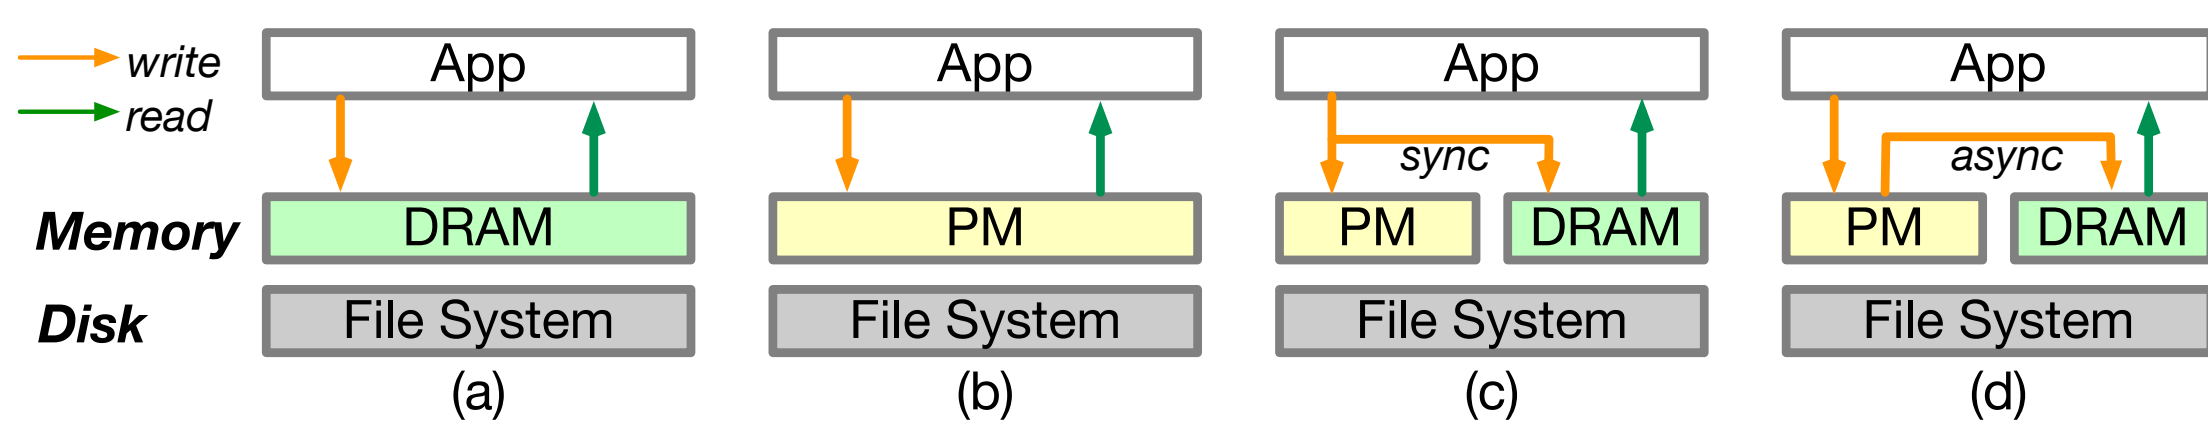 write
read
App
App
App
App
sync
async
Memory
DRAM
PM
PM
DRAM
PM
DRAM
Disk
File System
File System
File System
File System
(a)
(b)
(c)
(d)